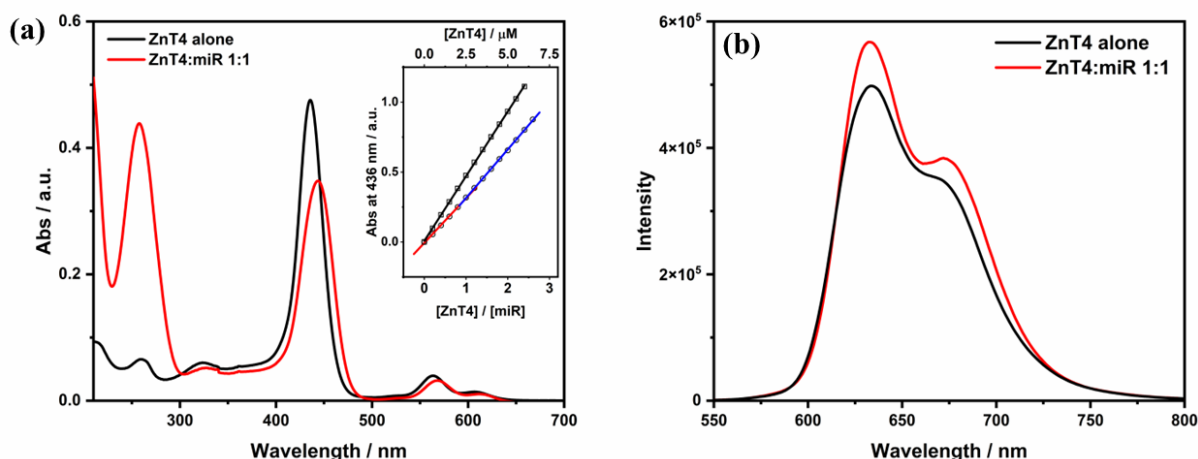 (a)
ZnT4 alone
ZnT4:miR 1:1
Abs / a.u.
0.6
0.4
0.2
0.0
300
400
500
600
700
Wavelength / nm
[ZnT4] / μM
0.0 2.5 5.0 7.5
Abs at 436 nm / a.u.
1.0
0.5
0.0
0 1 2 3
[ZnT4] / [miR]
(b)
ZnT4 alone
ZnT4:miR 1:1
Intensity
6×10⁵
4×10⁵
2×10⁵
0
550 600 650 700 750 800
Wavelength / nm